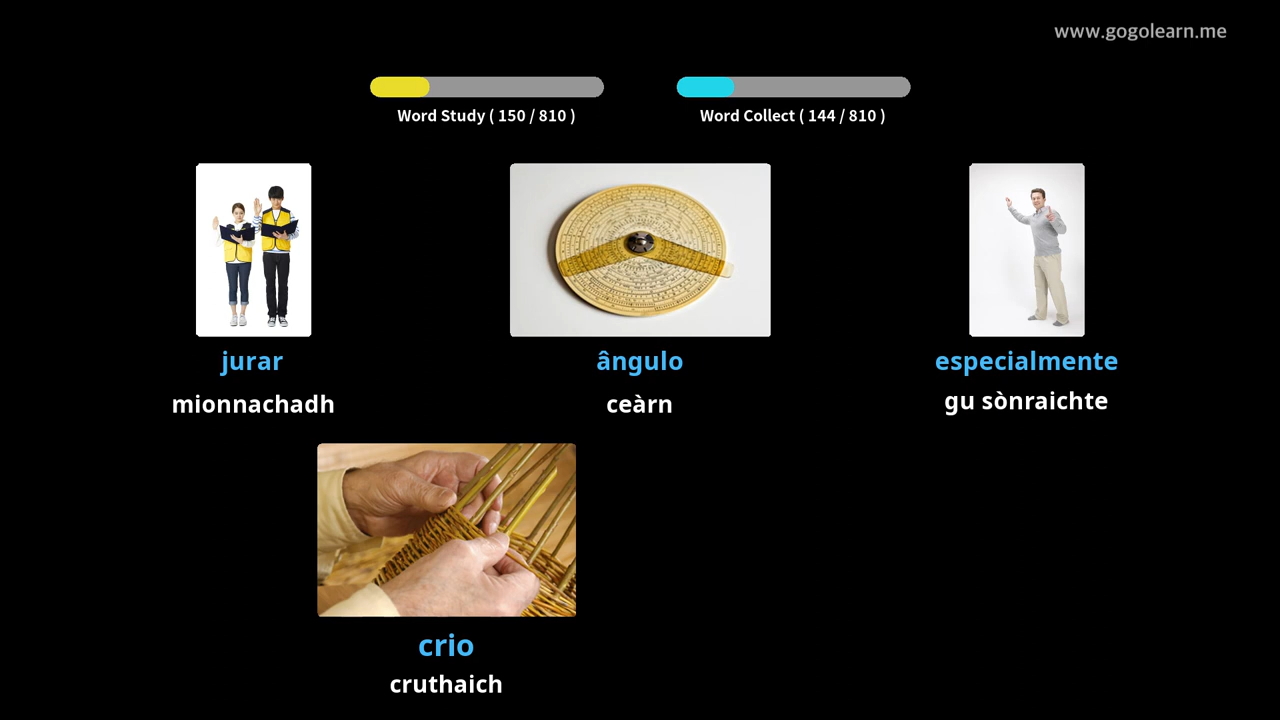 www.gogolearn.me
Word Study ( 150 / 810 )
Word Collect ( 144 / 810 )
jurar
mionnachadh
ângulo
ceàrn
especialmente
gu sònraichte
crio
cruthaich